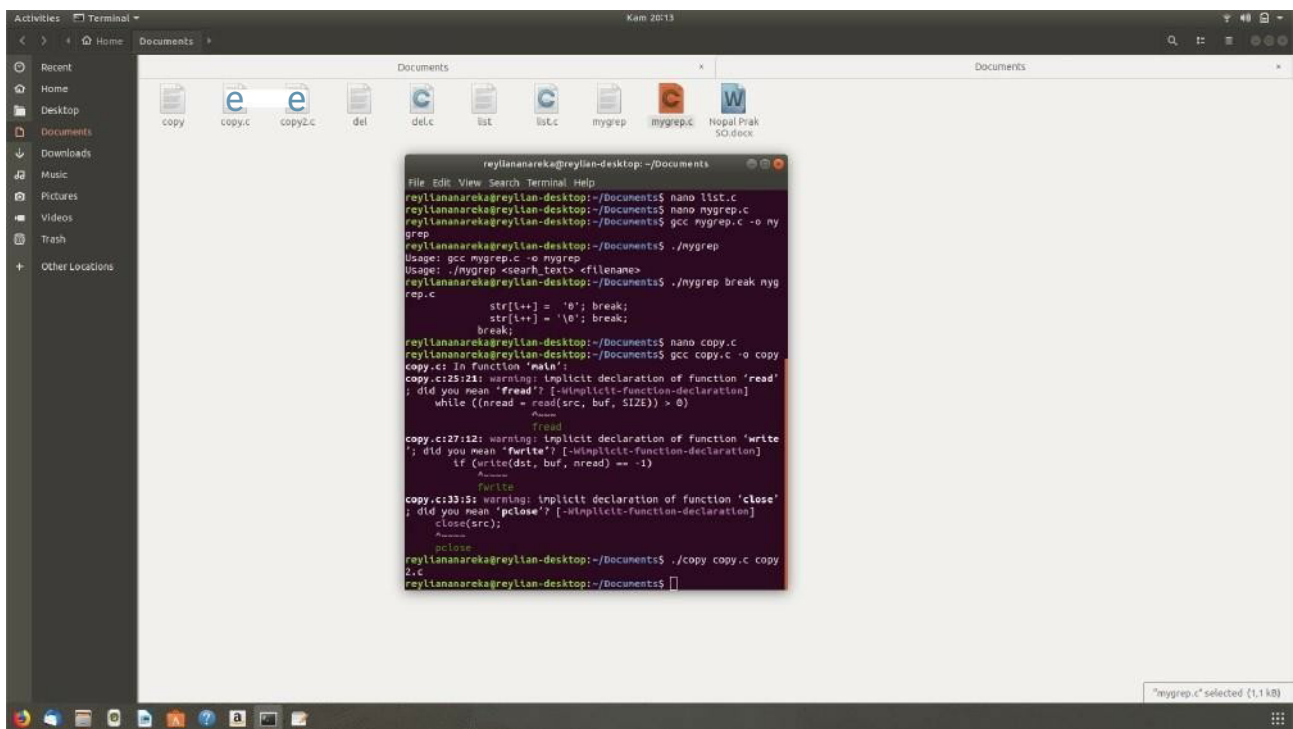 Activities Terminal
Kam 20:13
Home Documents
Documents
Documents
Recent
Home
Desktop
Documents
Downloads
Music
Pictures
Videos
Trash
+ Other Locations
copy
copy.c
copy2.c
del
del.c
list
list.c
mygrep
mygrep.c
Nopal Prak
SO.docx
reyliananareka@reylian-desktop: ~/Documents
File Edit View Search Terminal Help
reyliananareka@reylian-desktop:~/Documents$ nano list.c
reyliananareka@reylian-desktop:~/Documents$ nano mygrep.c
reyliananareka@reylian-desktop:~/Documents$ gcc mygrep.c -o my
grep
reyliananareka@reylian-desktop:~/Documents$ ./mygrep
Usage: gcc mygrep.c -o mygrep
Usage: ./mygrep <searh_text> <filename>
reyliananareka@reylian-desktop:~/Documents$ ./mygrep break myg
rep.c
str[i++] = '0'; break;
str[i++] = '\0'; break;
break;
reyliananareka@reylian-desktop:~/Documents$ nano copy.c
reyliananareka@reylian-desktop:~/Documents$ gcc copy.c -o copy
copy.c: In function ‘main’:
copy.c:25:21: warning: implicit declaration of function ‘read’
; did you mean ‘fread’? [-Wimplicit-function-declaration]
while ((nread = read(src, buf, SIZE)) > 0)
^~~~
fread
copy.c:27:12: warning: implicit declaration of function ‘write
’; did you mean ‘fwrite’? [-Wimplicit-function-declaration]
if (write(dst, buf, nread) == -1)
^~~~~
fwrite
copy.c:33:5: warning: implicit declaration of function ‘close’
; did you mean ‘pclose’? [-Wimplicit-function-declaration]
close(src);
^~~~~
pclose
reyliananareka@reylian-desktop:~/Documents$ ./copy copy.c copy
2.c
reyliananareka@reylian-desktop:~/Documents$
"mygrep.c" selected (1,1 kB)